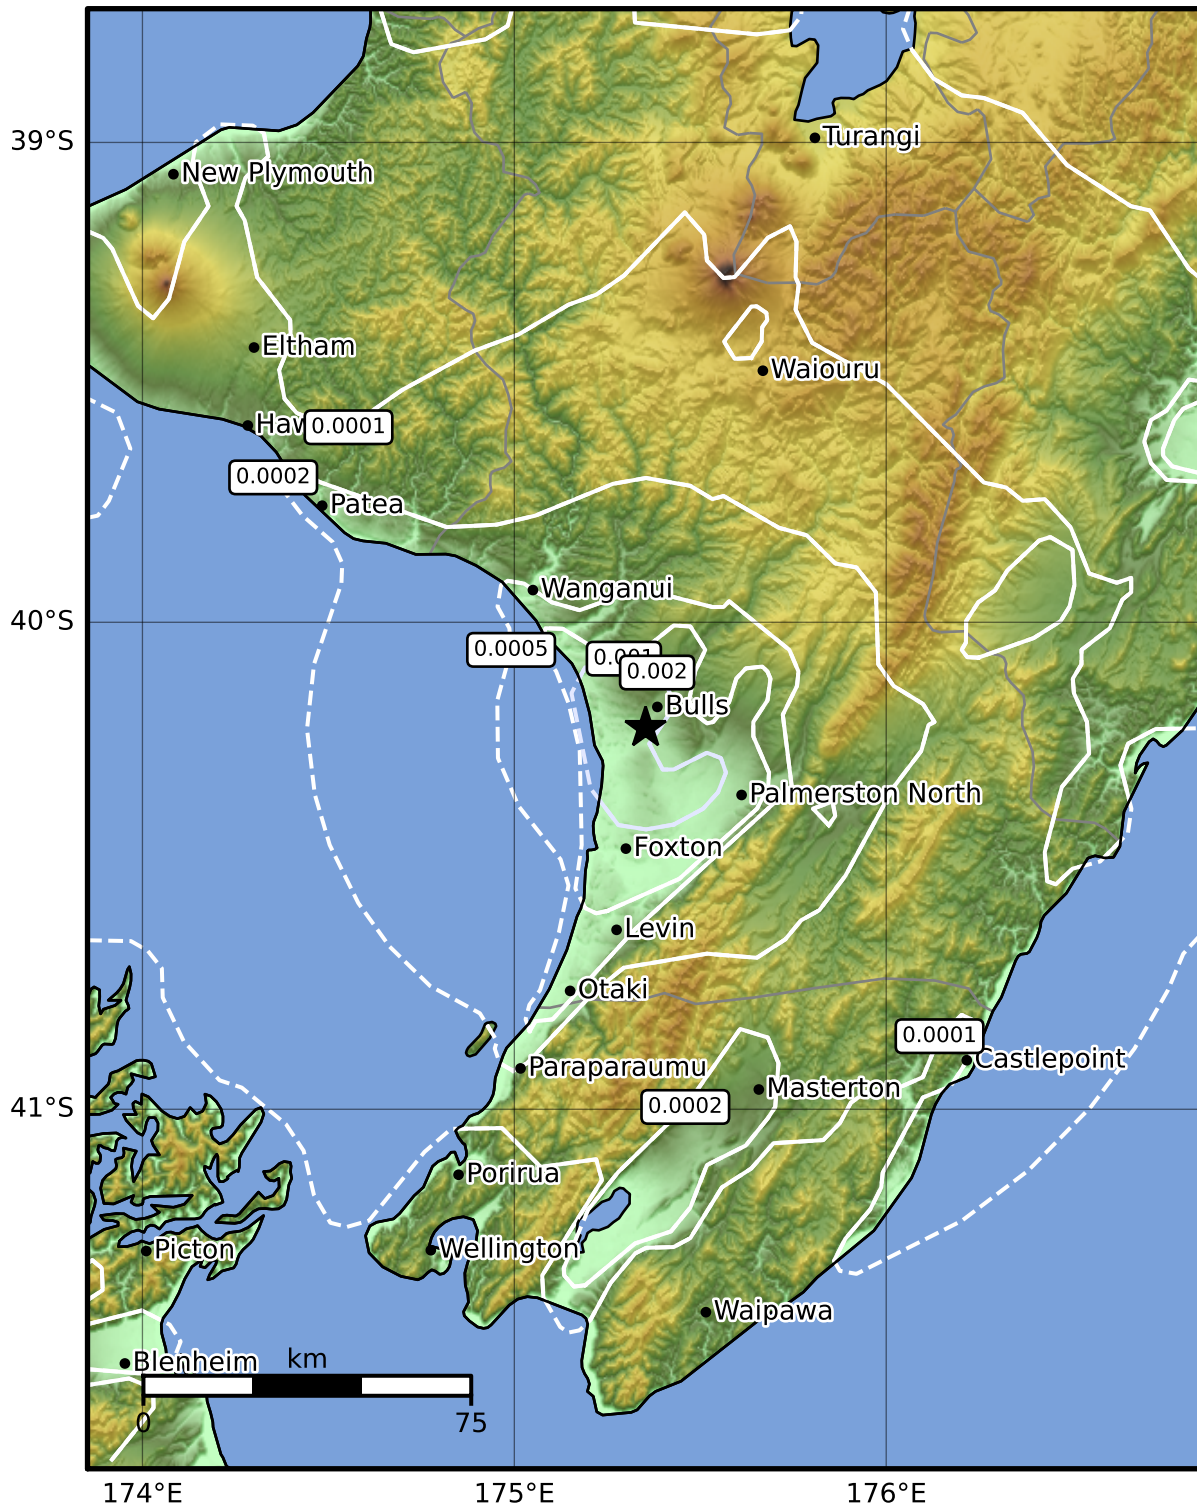 Turangi
39°S
New Plymouth
Eltham
Waiouru
Haw
0.0001
0.0002
Patea
Wanganui
40°S
0.0005
0.002
Bulls
Palmerston North
Foxton
Levin
Otaki
0.0001
Castlepoint
Paraparaumu
Masterton
0.0002
41°S
Porirua
Picton
Wellington
Waipawa
Blenheim
km
0
75
174°E
175°E
176°E